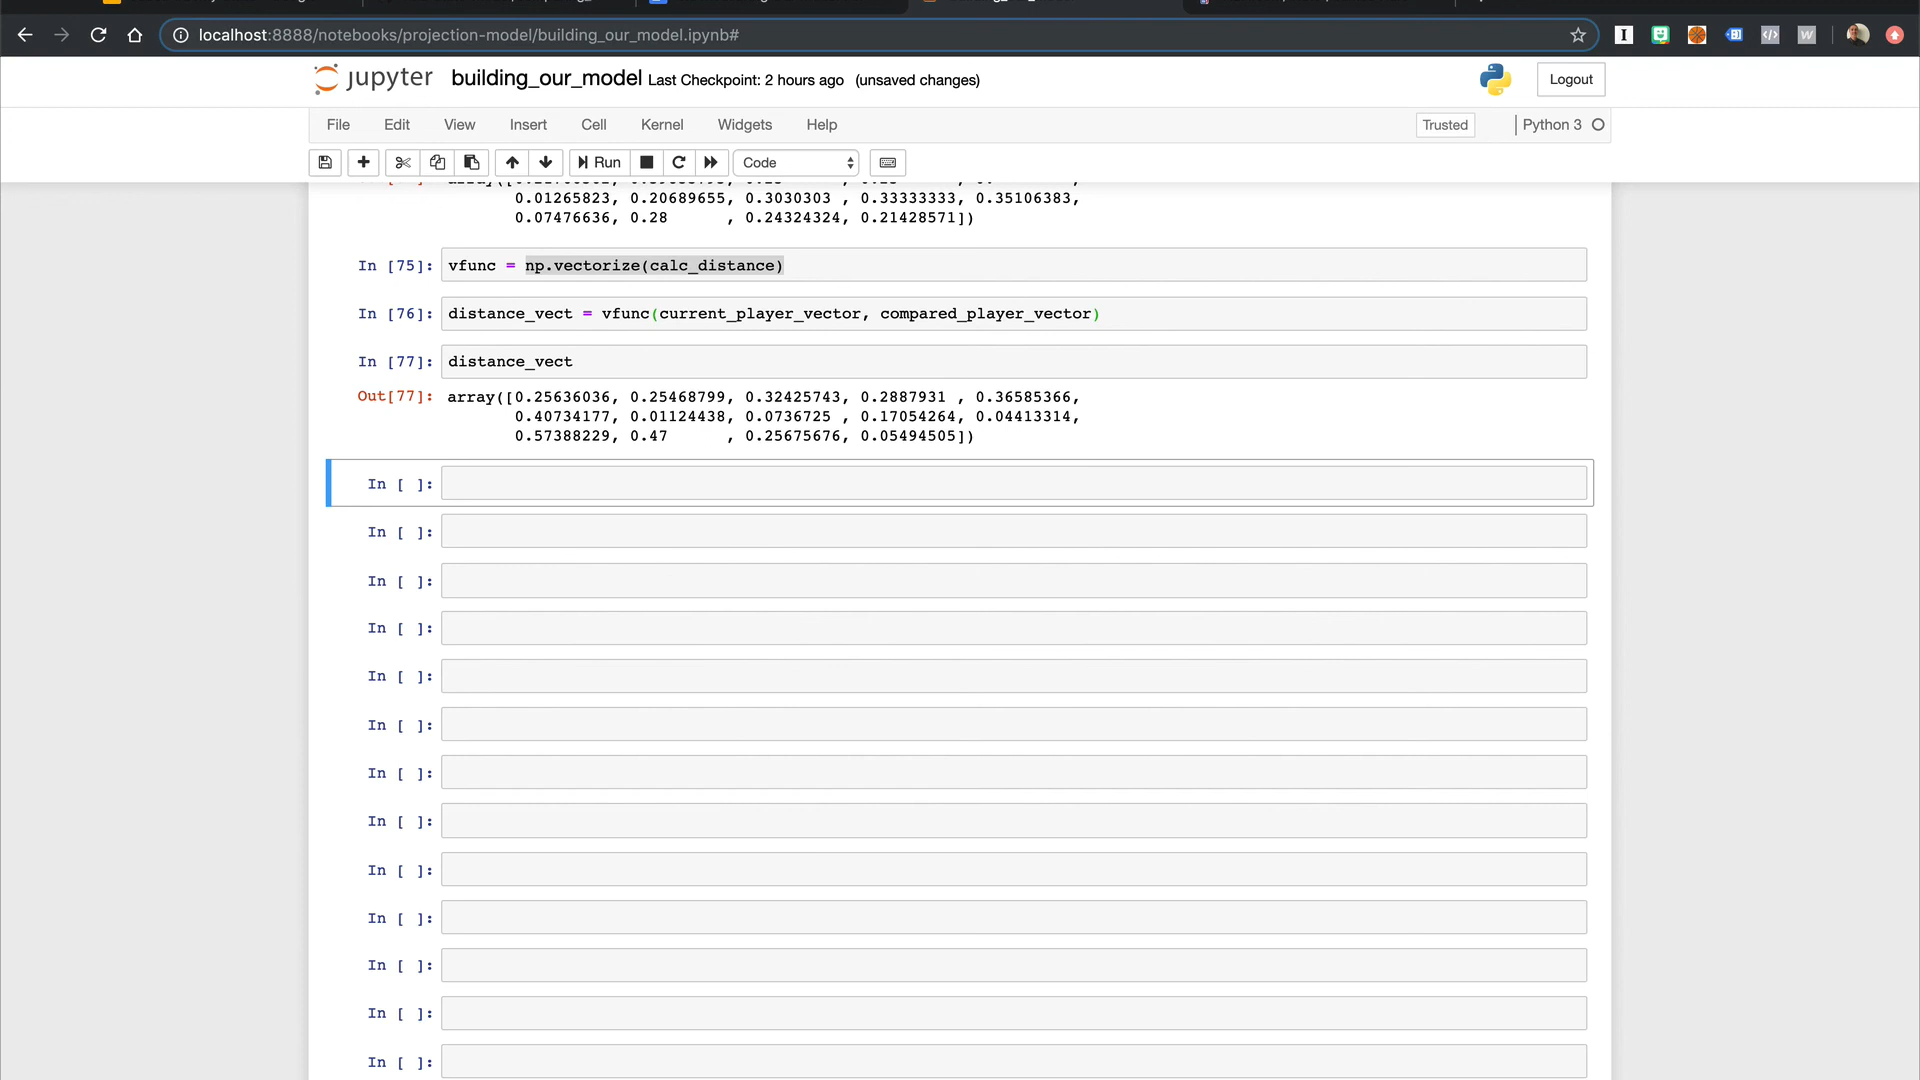 localhost:8888/notebooks/projection-model/building_our_model.ipynb#
jupyter building_our_model Last Checkpoint: 2 hours ago (unsaved changes) Logout
File Edit View Insert Cell Kernel Widgets Help Trusted Python 3
Run Code
0.01265823, 0.20689655, 0.3030303 , 0.33333333, 0.35106383,
0.07476636, 0.28 , 0.24324324, 0.21428571])
In [75]: vfunc = np.vectorize(calc_distance)
In [76]: distance_vect = vfunc(current_player_vector, compared_player_vector)
In [77]: distance_vect
Out[77]: array([0.25636036, 0.25468799, 0.32425743, 0.2887931 , 0.36585366,
0.40734177, 0.01124438, 0.0736725 , 0.17054264, 0.04413314,
0.57388229, 0.47 , 0.25675676, 0.05494505])
In [ ]:
In [ ]:
In [ ]:
In [ ]:
In [ ]:
In [ ]:
In [ ]:
In [ ]:
In [ ]:
In [ ]:
In [ ]:
In [ ]:
In [ ]: